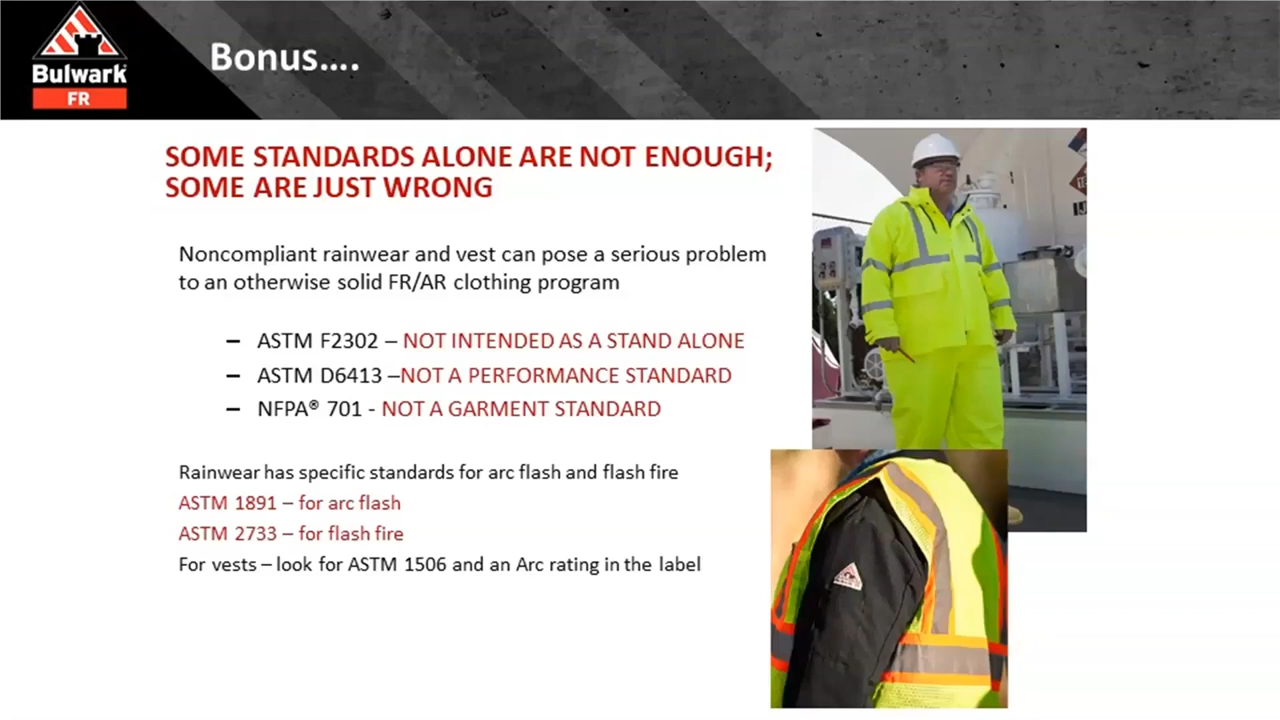 Bulwark
FR
Bonus....
SOME STANDARDS ALONE ARE NOT ENOUGH;
SOME ARE JUST WRONG
Noncompliant rainwear and vest can pose a serious problem
to an otherwise solid FR/AR clothing program
– ASTM F2302 – NOT INTENDED AS A STAND ALONE
– ASTM D6413 –NOT A PERFORMANCE STANDARD
– NFPA® 701 - NOT A GARMENT STANDARD
Rainwear has specific standards for arc flash and flash fire
ASTM 1891 – for arc flash
ASTM 2733 – for flash fire
For vests – look for ASTM 1506 and an Arc rating in the label